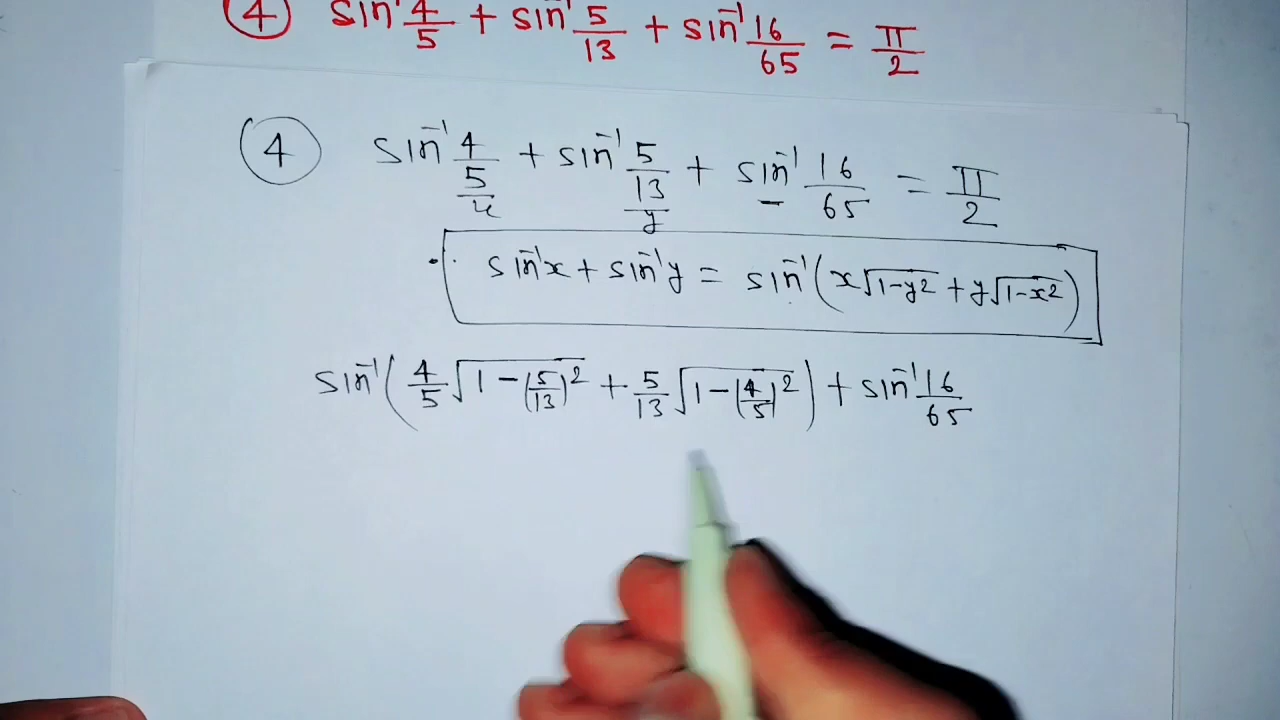 ④ sin⁻¹ 4/5 + sin⁻¹ 5/13 + sin⁻¹ 16/65 = π/2
④ sin⁻¹ 4/5 + sin⁻¹ 5/13 + sin⁻¹ 16/65 = π/2
x y
sin⁻¹x + sin⁻¹y = sin⁻¹(x√(1-y²) + y√(1-x²))
sin⁻¹(4/5 √(1-(5/13)²) + 5/13 √(1-(4/5)²)) + sin⁻¹ 16/65